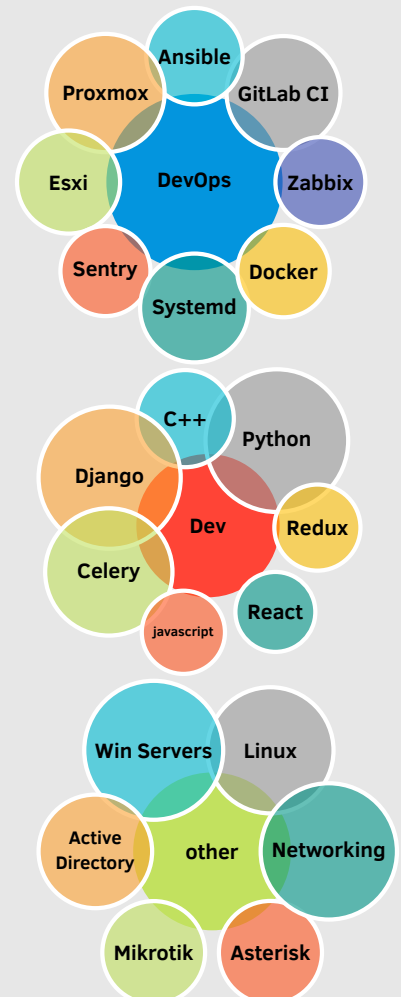 Ansible
Proxmox
GitLab CI
Esxi
DevOps
Zabbix
Sentry
Docker
Systemd
C++
Python
Django
Dev
Redux
Celery
React
javascript
Win Servers
Linux
Active
Directory
other
Networking
Mikrotik
Asterisk